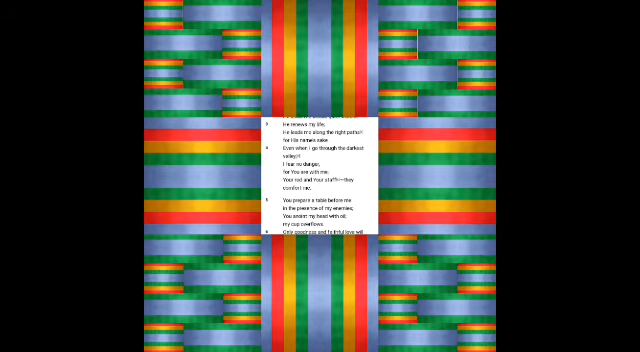 3 He renews my life;
He leads me along the right paths
for His name's sake
4 Even when I go through the darkest
valley,
I fear no danger,
for You are with me;
Your rod and Your staff—they
comfort me.
5 You prepare a table before me
in the presence of my enemies;
You anoint my head with oil;
my cup overflows.
6 Only goodness and faithful love will